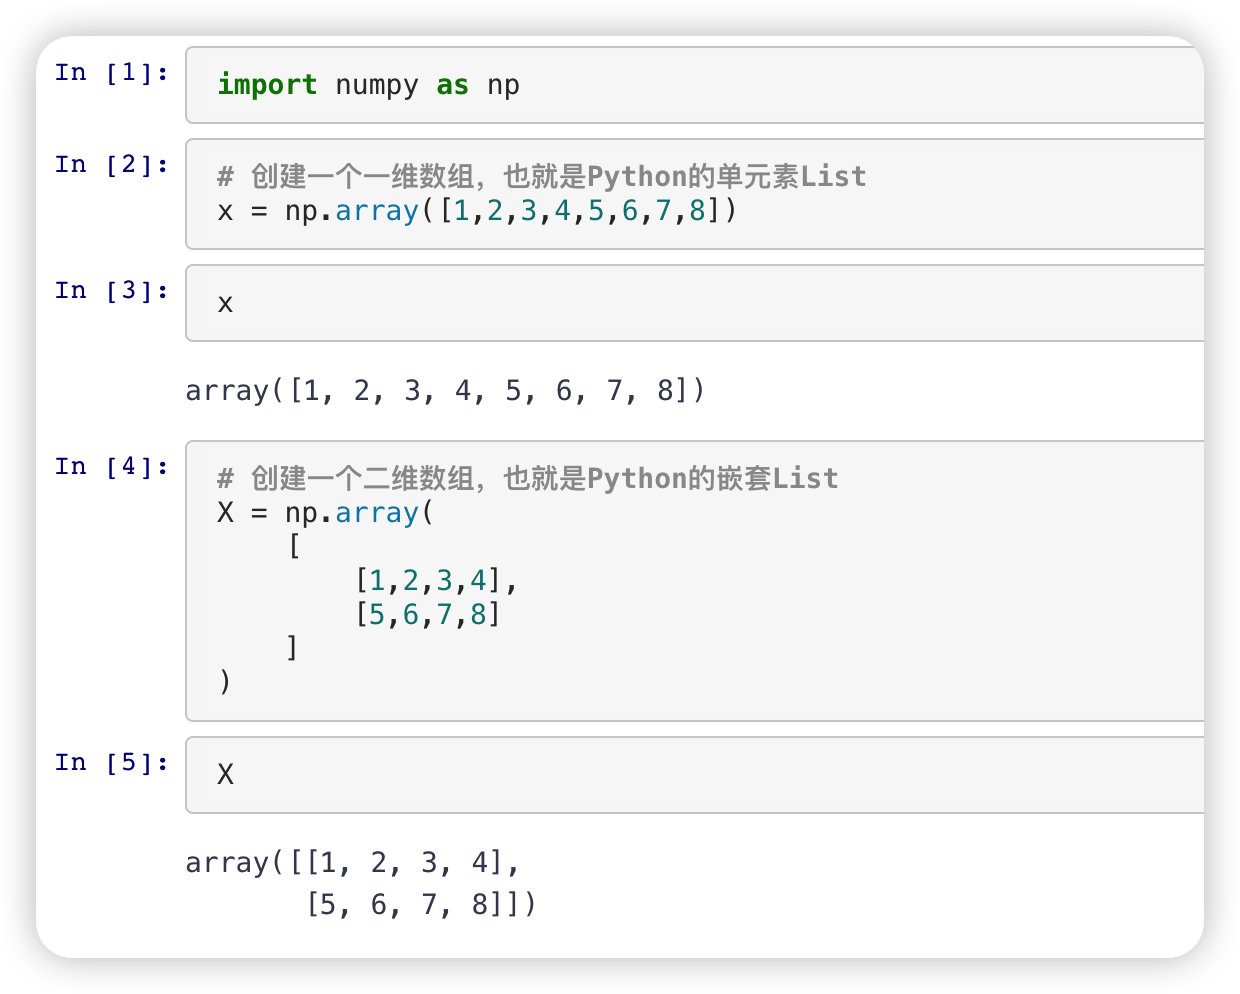 In [1]:
import numpy as np
In [2]:
# 创建一个一维数组，也就是Python的单元素List
x = np.array([1,2,3,4,5,6,7,8])
In [3]:
x
array([1, 2, 3, 4, 5, 6, 7, 8])
In [4]:
# 创建一个二维数组，也就是Python的嵌套List
X = np.array(
    [
        [1,2,3,4],
        [5,6,7,8]
    ]
)
In [5]:
X
array([[1, 2, 3, 4],
       [5, 6, 7, 8]])